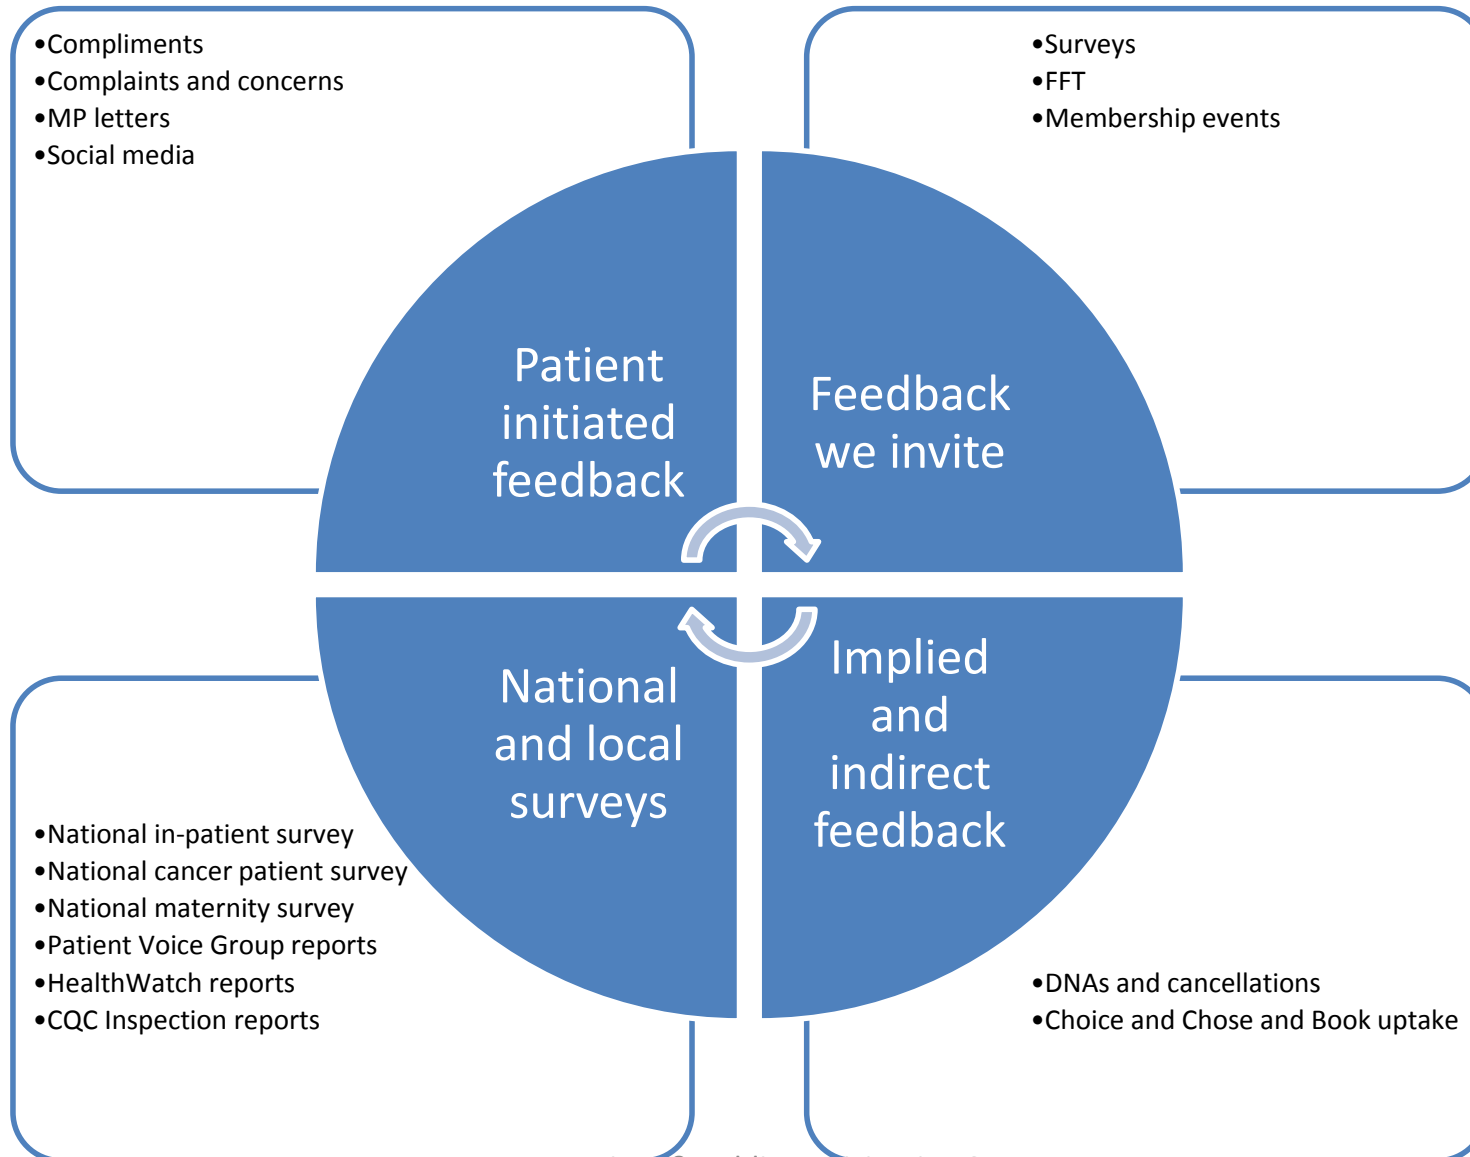 •Compliments
•Complaints and concerns
•MP letters
•Social media
•Surveys
•FFT
•Membership events
Patient
initiated
feedback
Feedback
we invite
National
and local
surveys
Implied
and
indirect
feedback
•National in-patient survey
•National cancer patient survey
•National maternity survey
•Patient Voice Group reports
•HealthWatch reports
•CQC Inspection reports
•DNAs and cancellations
•Choice and Chose and Book uptake